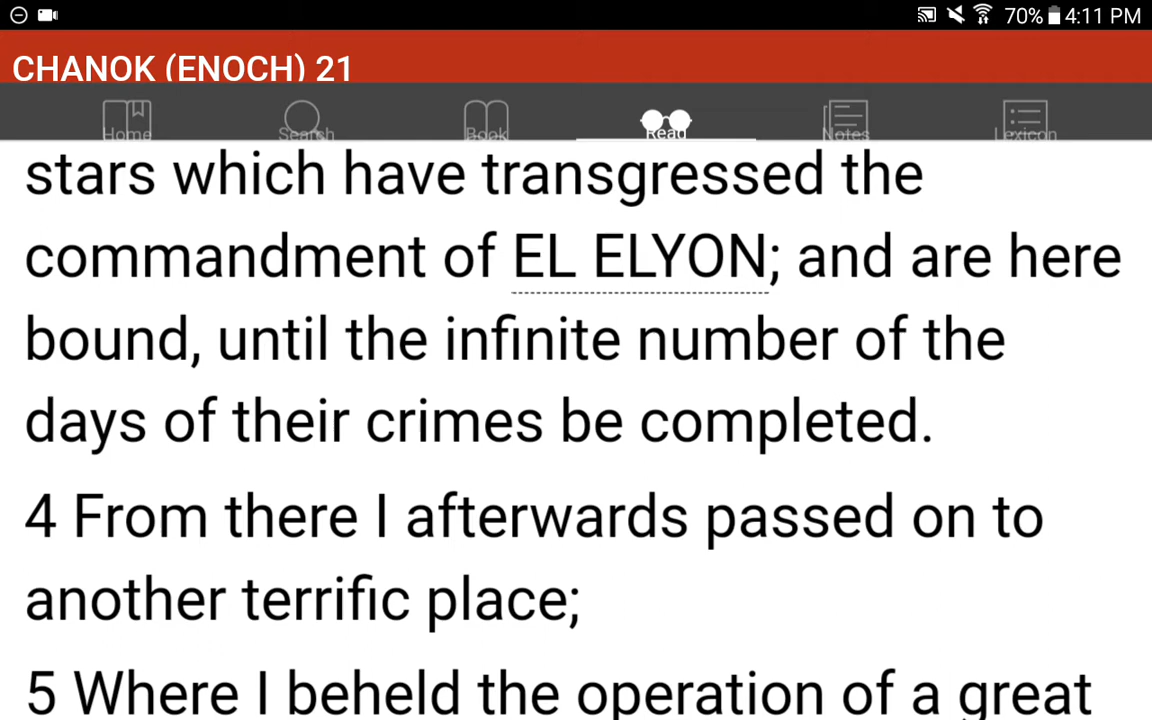 70% 4:11 PM
CHANOK (ENOCH) 21
Home Search Book Read Notes Lexicon
stars which have transgressed the
commandment of EL ELYON; and are here
bound, until the infinite number of the
days of their crimes be completed.
4 From there I afterwards passed on to
another terrific place;
5 Where I beheld the operation of a great